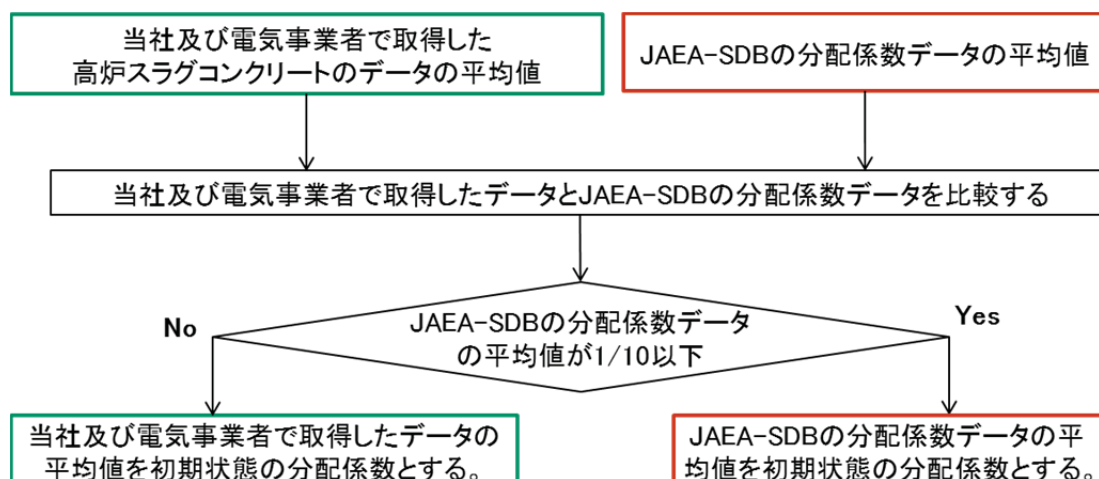 当社及び電気事業者で取得した
高炉スラグコンクリートのデータの平均値
JAEA-SDBの分配係数データの平均値
当社及び電気事業者で取得したデータとJAEA-SDBの分配係数データを比較する
No
JAEA-SDBの分配係数データ
の平均値が1/10以下
Yes
当社及び電気事業者で取得したデータの
平均値を初期状態の分配係数とする。
JAEA-SDBの分配係数データの平
均値を初期状態の分配係数とする。